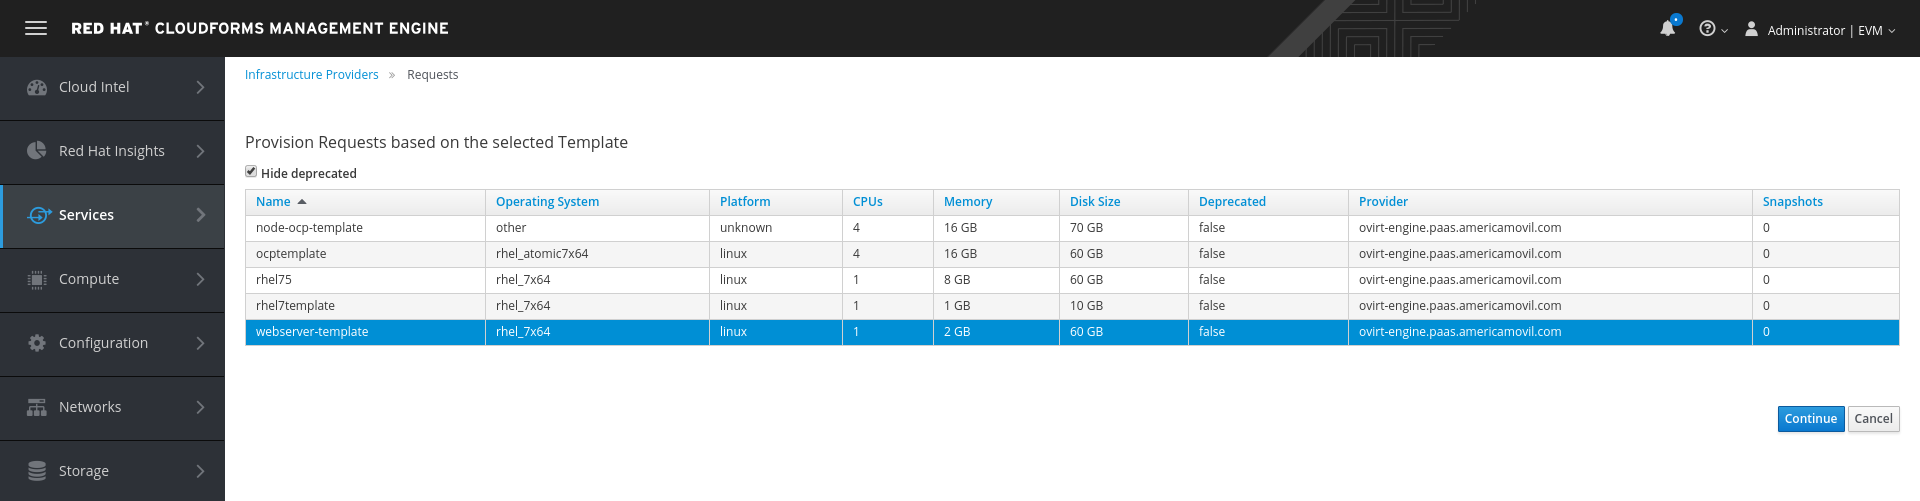 RED HAT® CLOUDFORMS MANAGEMENT ENGINE
Administrator | EVM
Cloud Intel
Red Hat Insights
Services
Compute
Configuration
Networks
Storage
Infrastructure Providers » Requests
Provision Requests based on the selected Template
Hide deprecated
Name Operating System Platform CPUs Memory Disk Size Deprecated Provider Snapshots
node-ocp-template other unknown 4 16 GB 70 GB false ovirt-engine.paas.americamovil.com 0
ocptemplate rhel_atomic7x64 linux 4 16 GB 60 GB false ovirt-engine.paas.americamovil.com 0
rhel75 rhel_7x64 linux 1 8 GB 60 GB false ovirt-engine.paas.americamovil.com 0
rhel7template rhel_7x64 linux 1 1 GB 10 GB false ovirt-engine.paas.americamovil.com 0
webserver-template rhel_7x64 linux 1 2 GB 60 GB false ovirt-engine.paas.americamovil.com 0
Continue Cancel